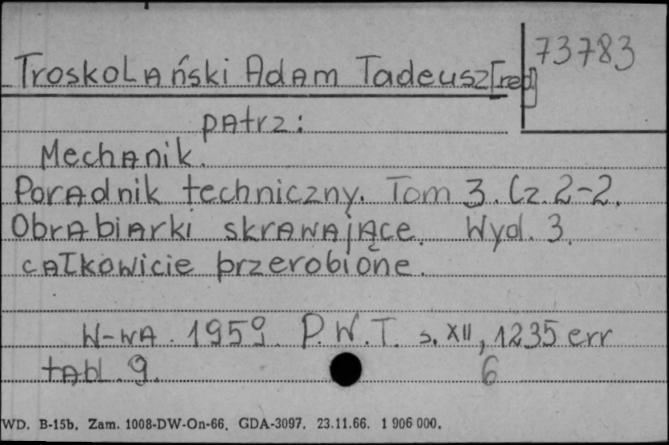 73783
Troskolański Adam Tadeusz [red]
patrz:
Mechanik.
Poradnik techniczny. Tom 3. Cz. 2-2.
Obrabiarki skrawające. Wyd. 3.
całkowicie przerobione.
W-wa. 1959. P.W.T. s. XII, 1235 err
tabl. 9. 6
WD. B-15b. Zam. 1008-DW-On-66. GDA-3097. 23.11.66. 1 906 000.